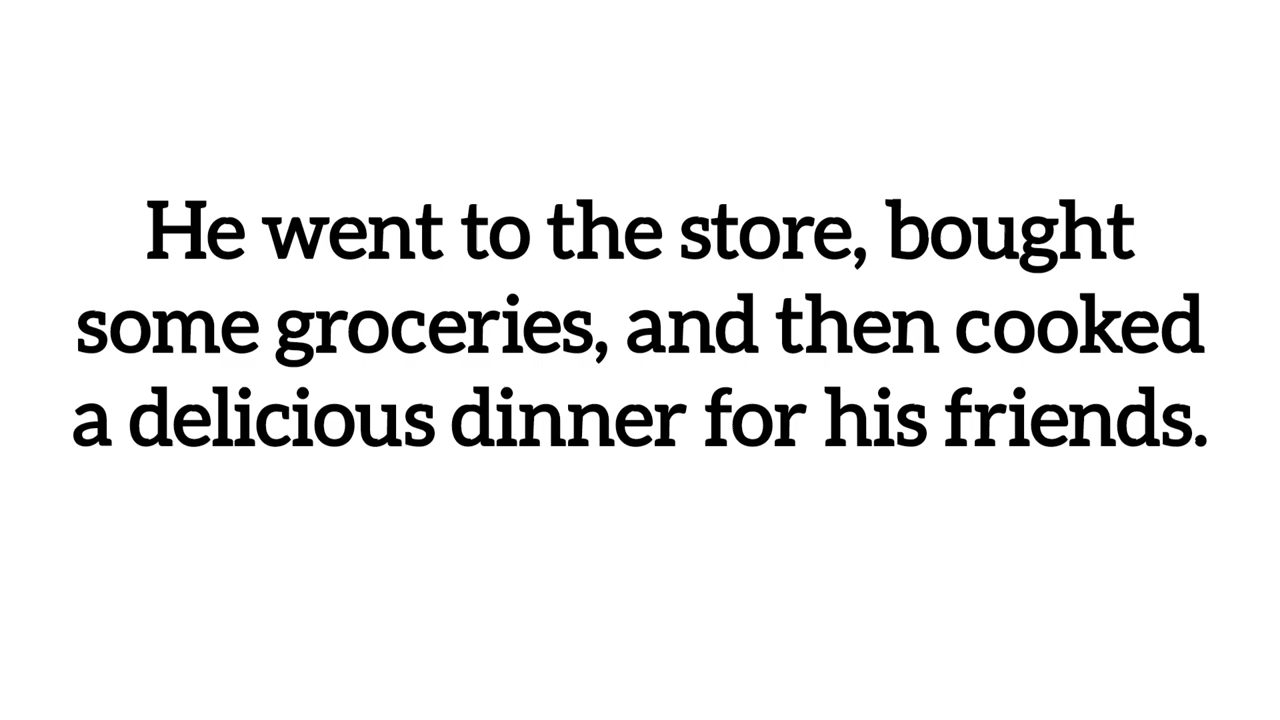 He went to the store, bought
some groceries, and then cooked
a delicious dinner for his friends.